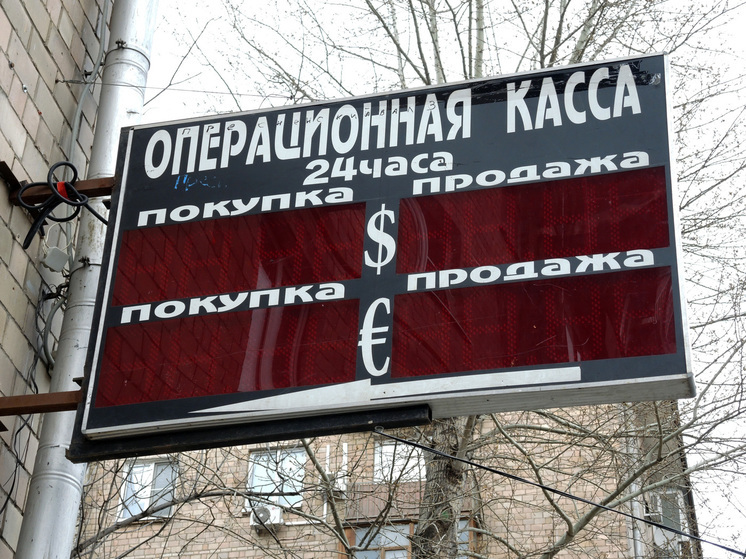 ОПЕРАЦИОННАЯ КАССА
24часа
покупка продажа
$
покупка продажа
€